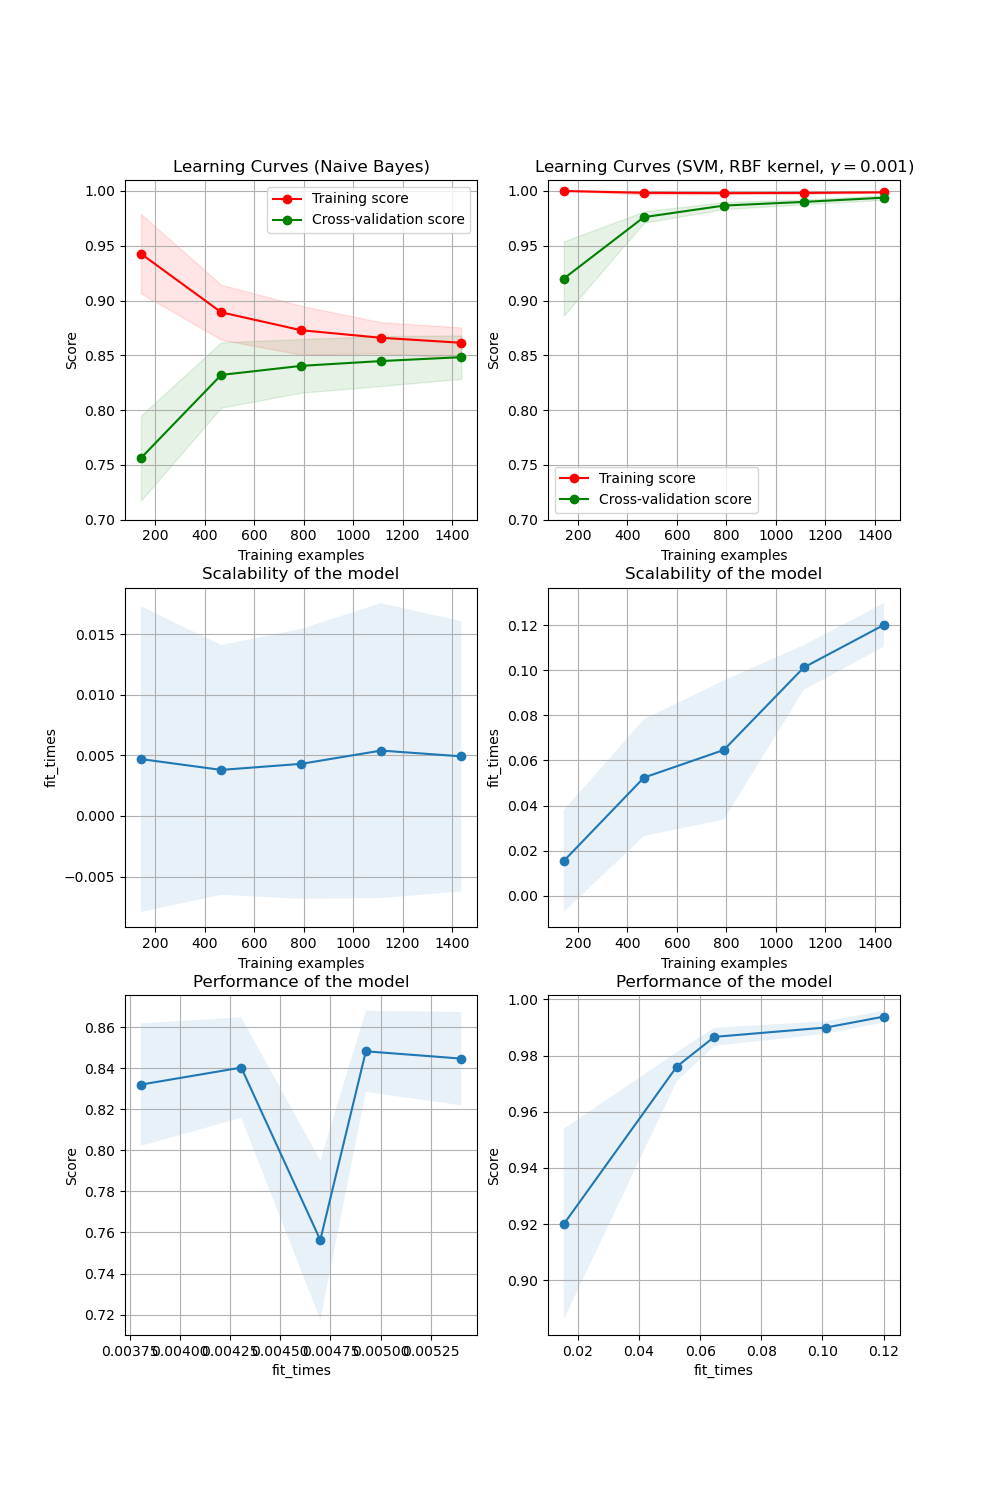 Learning Curves (Naive Bayes)
1.00
0.95
0.90
0.85
0.80
0.75
0.70
Score
Training score
Cross-validation score
200 400 600 800 1000 1200 1400
Training examples
Learning Curves (SVM, RBF kernel, γ = 0.001)
1.00
0.95
0.90
0.85
0.80
0.75
0.70
Score
Training score
Cross-validation score
200 400 600 800 1000 1200 1400
Training examples
Scalability of the model
0.015
0.010
0.005
0.000
−0.005
fit_times
200 400 600 800 1000 1200 1400
Training examples
Scalability of the model
0.12
0.10
0.08
0.06
0.04
0.02
0.00
fit_times
200 400 600 800 1000 1200 1400
Training examples
Performance of the model
0.86
0.84
0.82
0.80
0.78
0.76
0.74
0.72
Score
0.00375 0.00400 0.00425 0.00450 0.00475 0.00500 0.00525
fit_times
Performance of the model
1.00
0.98
0.96
0.94
0.92
0.90
Score
0.02 0.04 0.06 0.08 0.10 0.12
fit_times